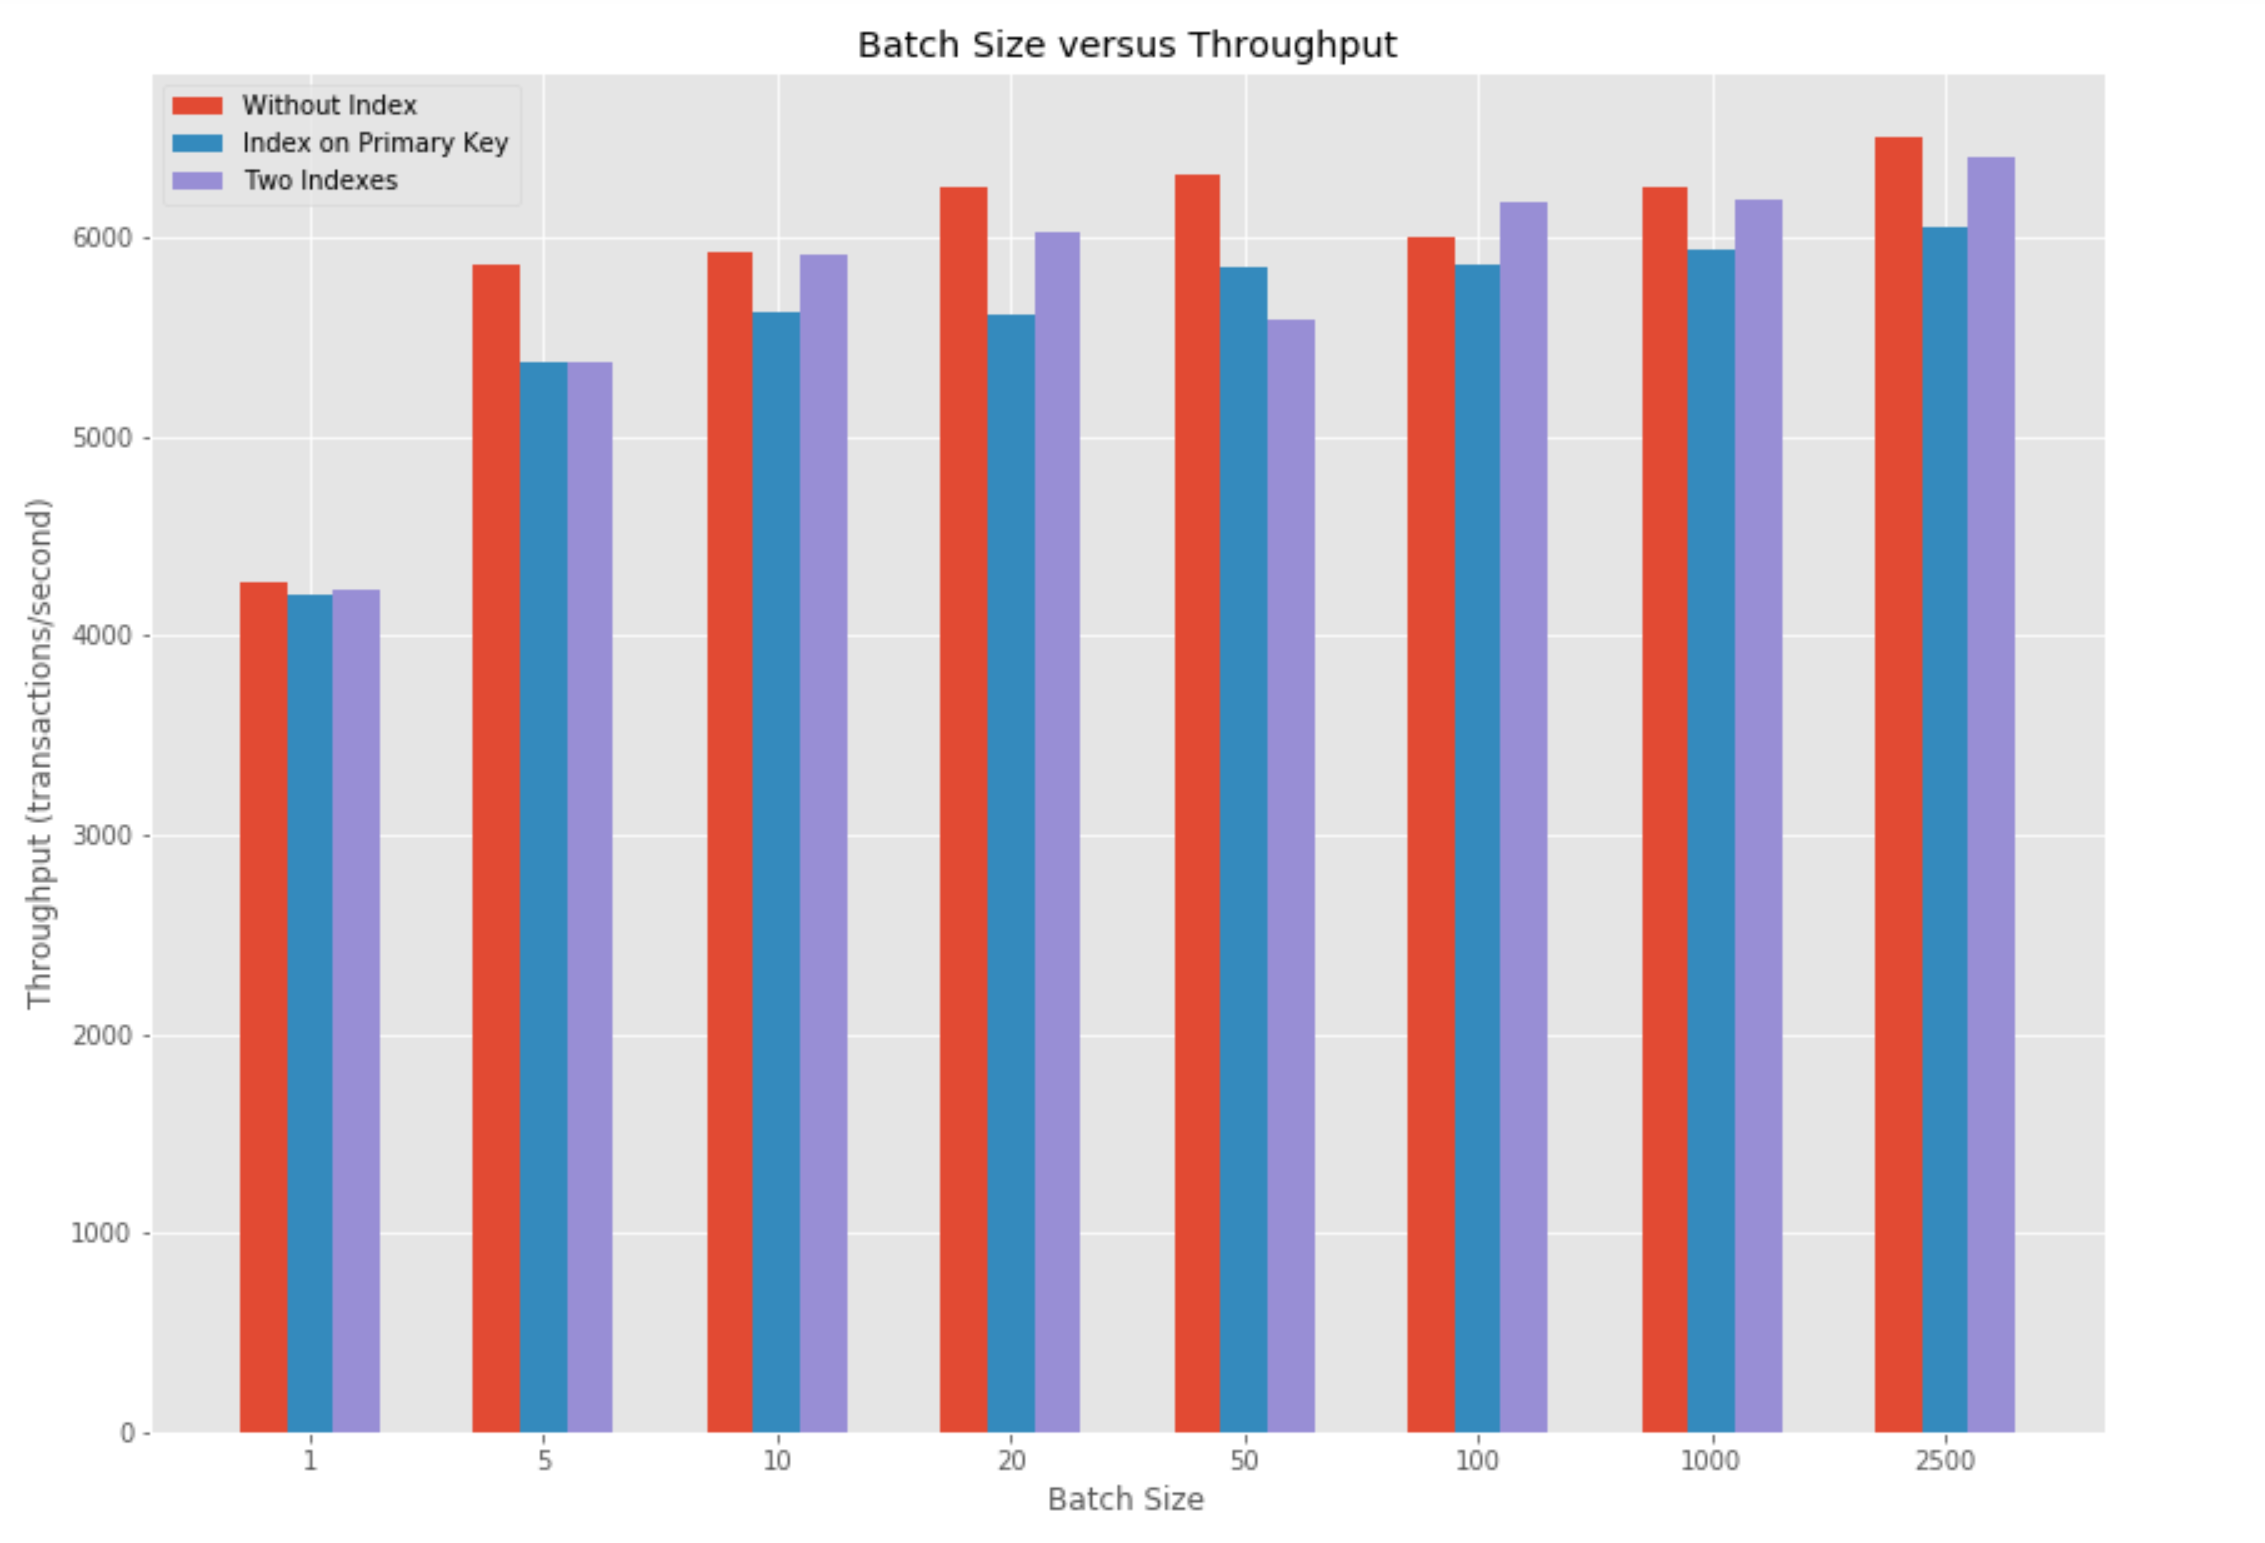 Batch Size versus Throughput
Without Index
Index on Primary Key
Two Indexes
Throughput (transactions/second)
6000
5000
4000
3000
2000
1000
0
1 5 10 20 50 100 1000 2500
Batch Size